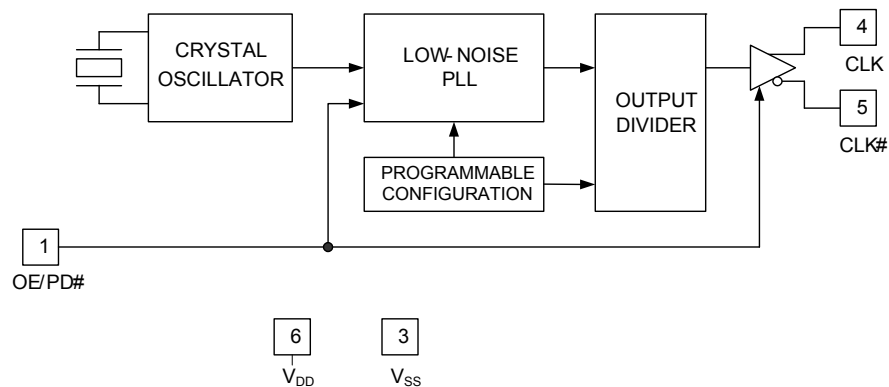 CRYSTAL
OSCILLATOR
LOW-NOISE
PLL
OUTPUT
DIVIDER
4
CLK
5
CLK#
PROGRAMMABLE
CONFIGURATION
1
OE/PD#
6
VDD
3
VSS